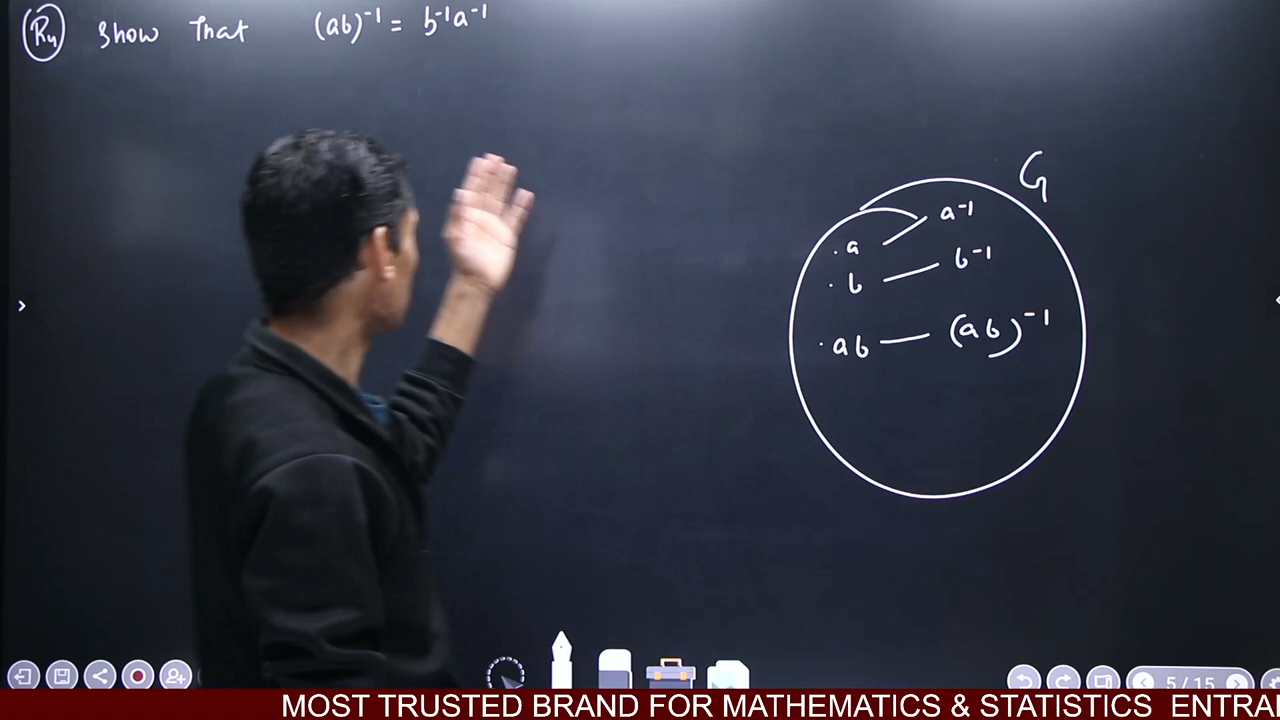 R4 Show That (ab)⁻¹ = b⁻¹a⁻¹
G
a a⁻¹
b b⁻¹
ab (ab)⁻¹
5 / 15
MOST TRUSTED BRAND FOR MATHEMATICS & STATISTICS ENTRA